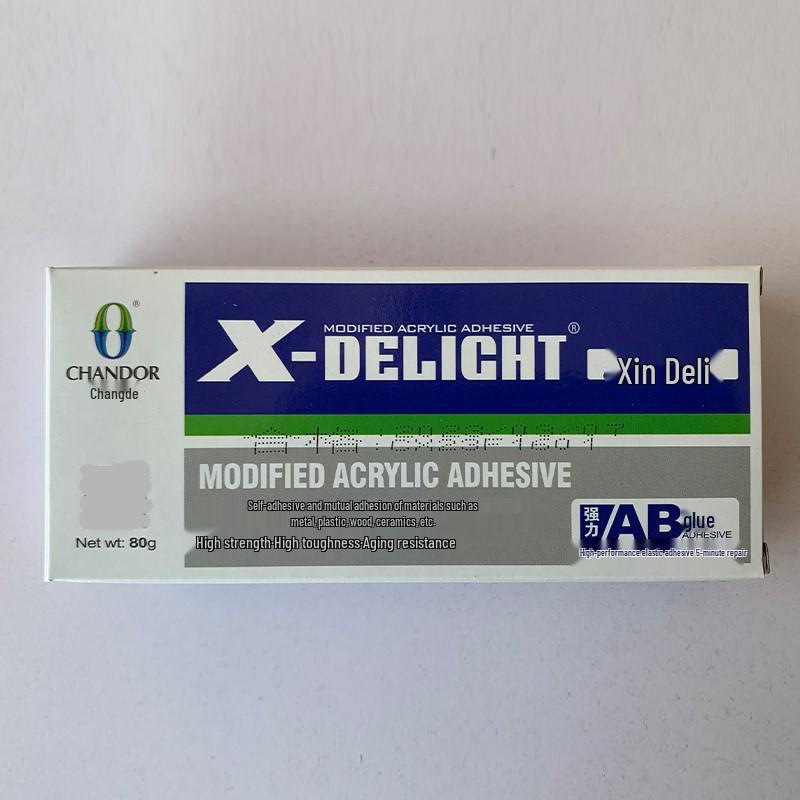 ®
CHANDOR
Changde
Net wt: 80g
MODIFIED ACRYLIC ADHESIVE
X-DELIGHT®
Xin Deli
MODIFIED ACRYLIC ADHESIVE
Self-adhesive and mutual adhesion of materials such as
metal, plastic, wood, ceramics, etc.
High strength·High toughness·Aging resistance
强力 AB glue
ADHESIVE
High-performance elastic adhesive 5-minute repair